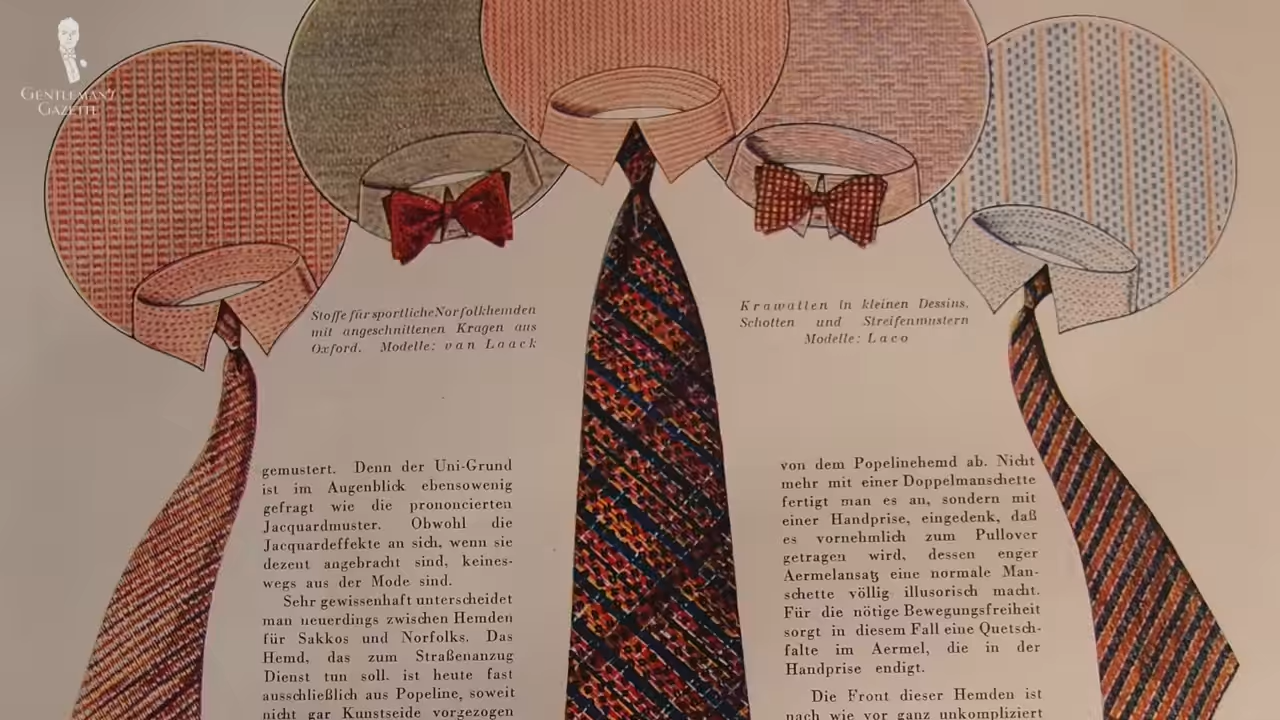 GENTLEMAN'S
GAZETTE
Stoffe für sportliche Norfolkhemden
mit angeschnittenen Kragen aus
Oxford. Modelle: van Laack
Krawatten in kleinen Dessins,
Schotten und Streifenmustern
Modelle: Laco
gemustert. Denn der Uni-Grund
ist im Augenblick ebensowenig
gefragt wie die prononcierten
Jacquardmuster. Obwohl die
Jacquardeffekte an sich, wenn sie
dezent angebracht sind, keines-
wegs aus der Mode sind.
Sehr gewissenhaft unterscheidet
man neuerdings zwischen Hemden
für Sakkos und Norfolks. Das
Hemd, das zum Straßenanzug
Dienst tun soll, ist heute fast
ausschließlich aus Popeline, soweit
nicht gar Kunstseide vorgezogen
von dem Popelinehemd ab. Nicht
mehr mit einer Doppelmanschette
fertigt man es an, sondern mit
einer Handprise, eingedenk, daß
es vornehmlich zum Pullover
getragen wird, dessen enger
Aermelansatz eine normale Man-
schette völlig illusorisch macht.
Für die nötige Bewegungsfreiheit
sorgt in diesem Fall eine Quetsch-
falte im Aermel, die in der
Handprise endigt.
Die Front dieser Hemden ist
nach wie vor ganz unkompliziert